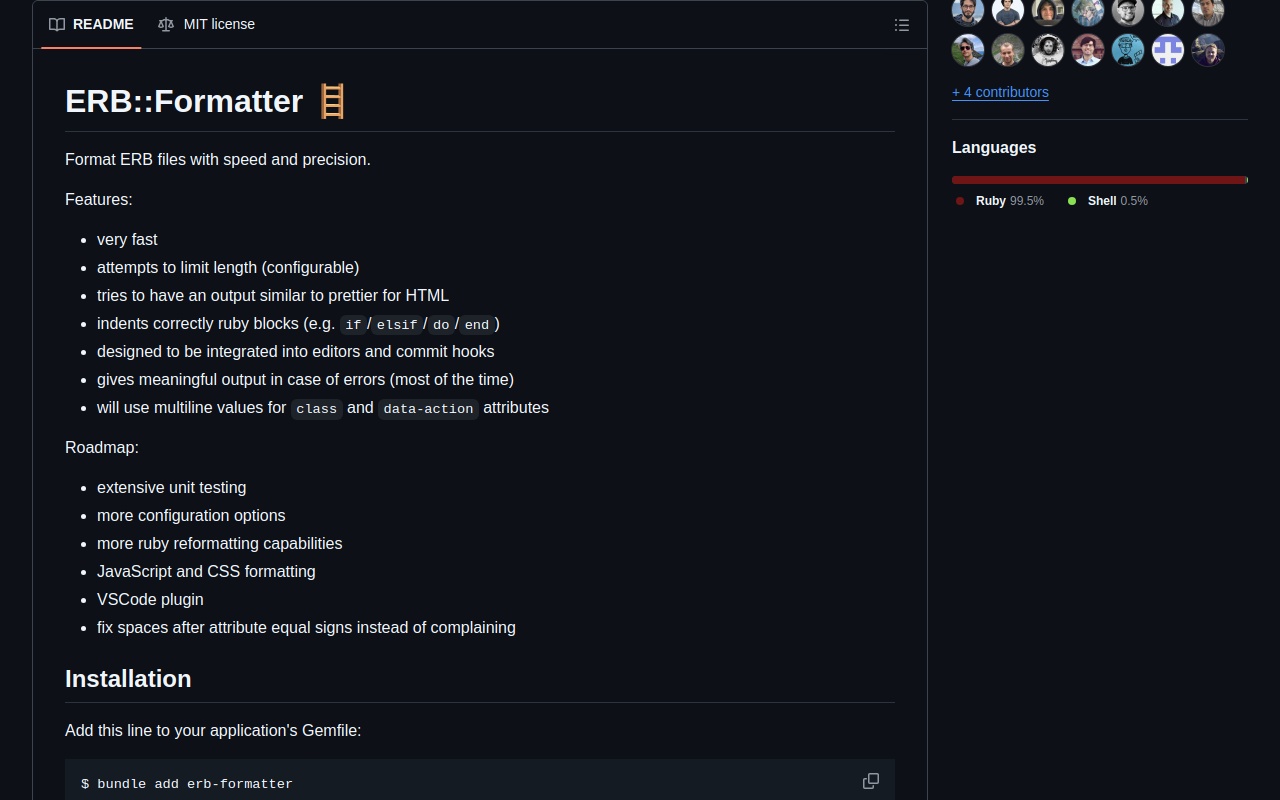 README
MIT license
ERB::Formatter 🪜
Format ERB files with speed and precision.
Features:
very fast
attempts to limit length (configurable)
tries to have an output similar to prettier for HTML
indents correctly ruby blocks (e.g. if/elsif/do/end)
designed to be integrated into editors and commit hooks
gives meaningful output in case of errors (most of the time)
will use multiline values for class and data-action attributes
Roadmap:
extensive unit testing
more configuration options
more ruby reformatting capabilities
JavaScript and CSS formatting
VSCode plugin
fix spaces after attribute equal signs instead of complaining
Installation
Add this line to your application's Gemfile:
$ bundle add erb-formatter
+ 4 contributors
Languages
Ruby 99.5%
Shell 0.5%